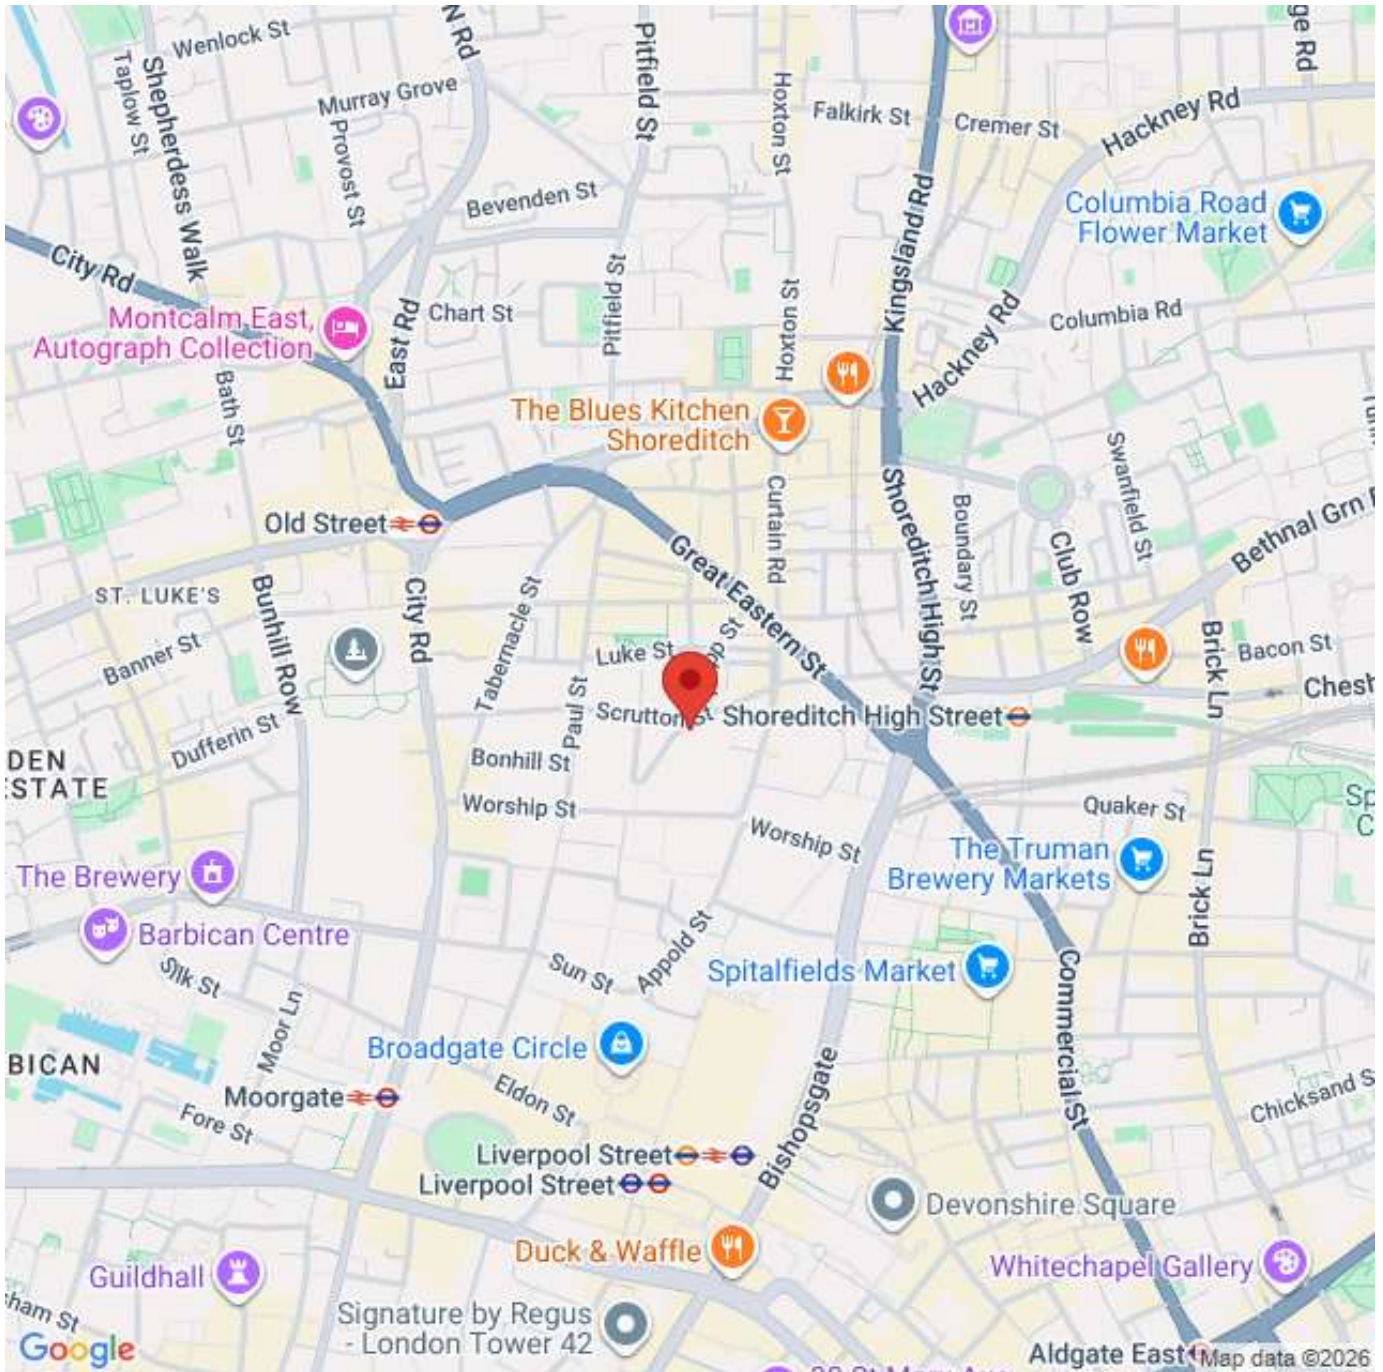 Wenlock St
Shepherdess Walk
Taplow St
Murray Grove
Provost St
N Rd
Pitfield St
Hoxton St
Falkirk St
Cremer St
Hackney Rd
ge Rd
Bevenden St
Columbia Road
Flower Market
City Rd
Pitfield St
Hoxton St
Kingsland Rd
Hackney Rd
Columbia Rd
Montcalm East,
Autograph Collection
East Rd
Chart St
Bath St
The Blues Kitchen
Shoreditch
Old Street
Curtain Rd
Shoreditch High St
Boundary St
Swanfield St
Club Row
Bethnal Grn
Great Eastern St
ST. LUKE'S
Banner St
Bunhill Row
City Rd
Tabernacle St
Paul St
Luke St
Scrutton St
Shoreditch High Street
Brick Ln
Bacon St
Chesh
Dufferin St
DEN
ESTATE
Bonhill St
Worship St
Worship St
Quaker St
Sp
C
The Truman
Brewery Markets
Brick Ln
The Brewery
Barbican Centre
Silk St
Moor Ln
Sun St
Appold St
Spitalfields Market
Commercial St
Broadgate Circle
BICAN
Moorgate
Fore St
Eldon St
Bishopsgate
Chicksand S
Liverpool Street
Liverpool Street
Devonshire Square
Duck & Waffle
Whitechapel Gallery
Guildhall
sham St
Signature by Regus
- London Tower 42
Aldgate East
Google
Map data ©2026